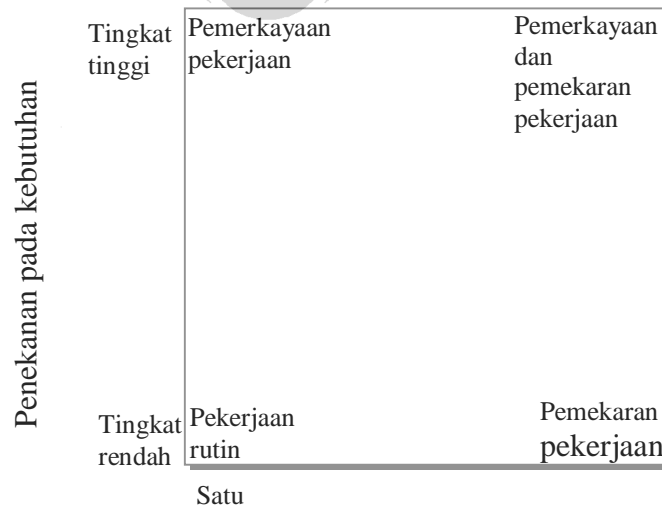 Penekanan pada kebutuhan
Tingkat
tinggi
Pemerkayaan
pekerjaan
Pemerkayaan
dan
pemekaran
pekerjaan
Tingkat
rendah
Pekerjaan
rutin
Pemekaran
pekerjaan
Satu